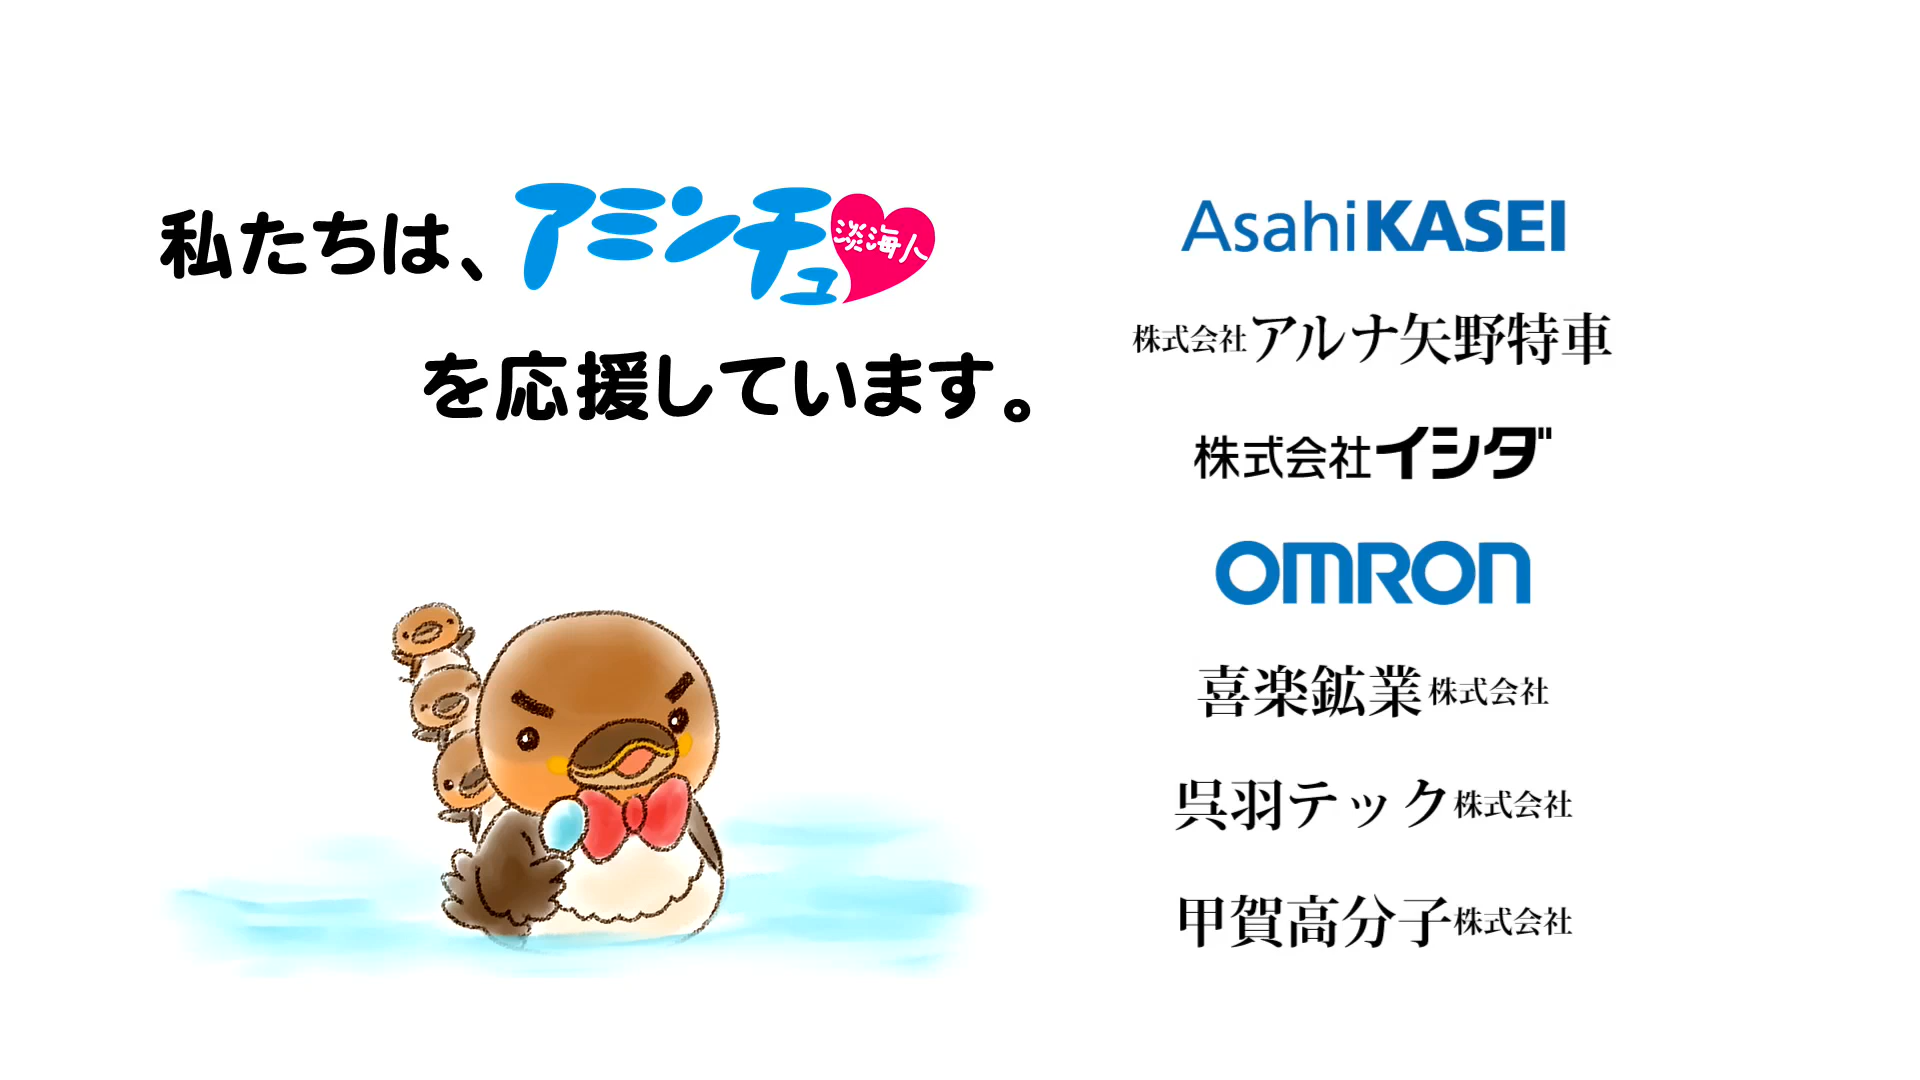 私たちは、アミンチュ淡海人
を応援しています。
AsahiKASEI
株式会社アルナ矢野特車
株式会社イシダ
OMRON
喜楽鉱業株式会社
呉羽テック株式会社
甲賀高分子株式会社